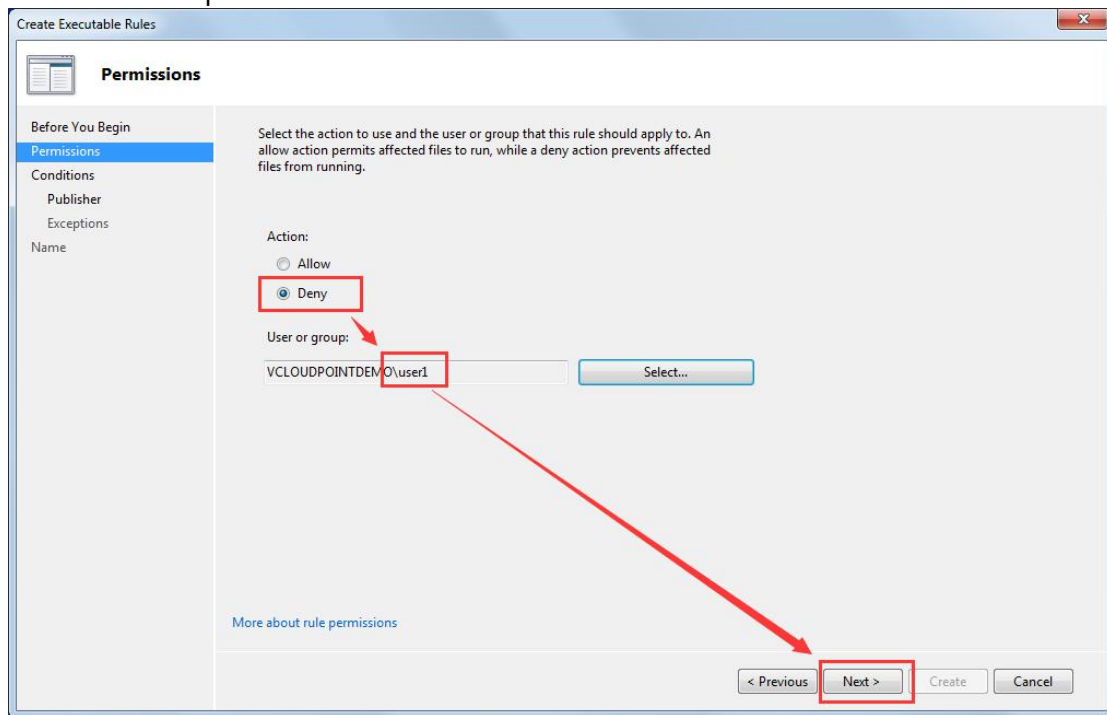 Create Executable Rules
Permissions
Before You Begin
Permissions
Conditions
Publisher
Exceptions
Name
Select the action to use and the user or group that this rule should apply to. An
allow action permits affected files to run, while a deny action prevents affected
files from running.
Action:
Allow
Deny
User or group:
VCLOUDPOINTDEMO\user1
Select...
More about rule permissions
< Previous
Next >
Create
Cancel